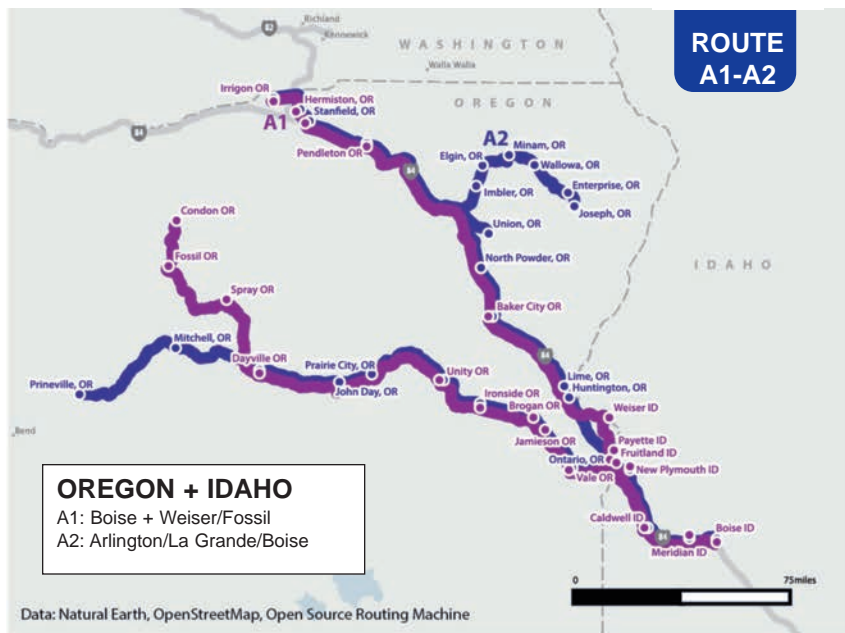 ROUTE
A1-A2
82
Richland
Kennewick
WASHINGTON
Walla Walla
Irrigon OR
Hermiston, OR
Stanfield, OR
OREGON
84
A1
Pendleton OR
84
A2
Minam, OR
Elgin, OR
Wallowa, OR
Imbler, OR
Enterprise, OR
Joseph, OR
Condon OR
Union, OR
Fossil OR
North Powder, OR
IDAHO
Spray OR
Baker City OR
Mitchell, OR
Dayville OR
84
Prairie City, OR
Unity OR
Lime, OR
Huntington, OR
Prineville, OR
John Day, OR
Ironside OR
Brogan OR
Weiser ID
Bend
Jamieson OR
Payette ID
Fruitland ID
Ontario, OR
New Plymouth ID
Vale OR
Caldwell ID
84
Boise ID
Meridian ID
OREGON + IDAHO
A1: Boise + Weiser/Fossil
A2: Arlington/La Grande/Boise
0 75miles
Data: Natural Earth, OpenStreetMap, Open Source Routing Machine